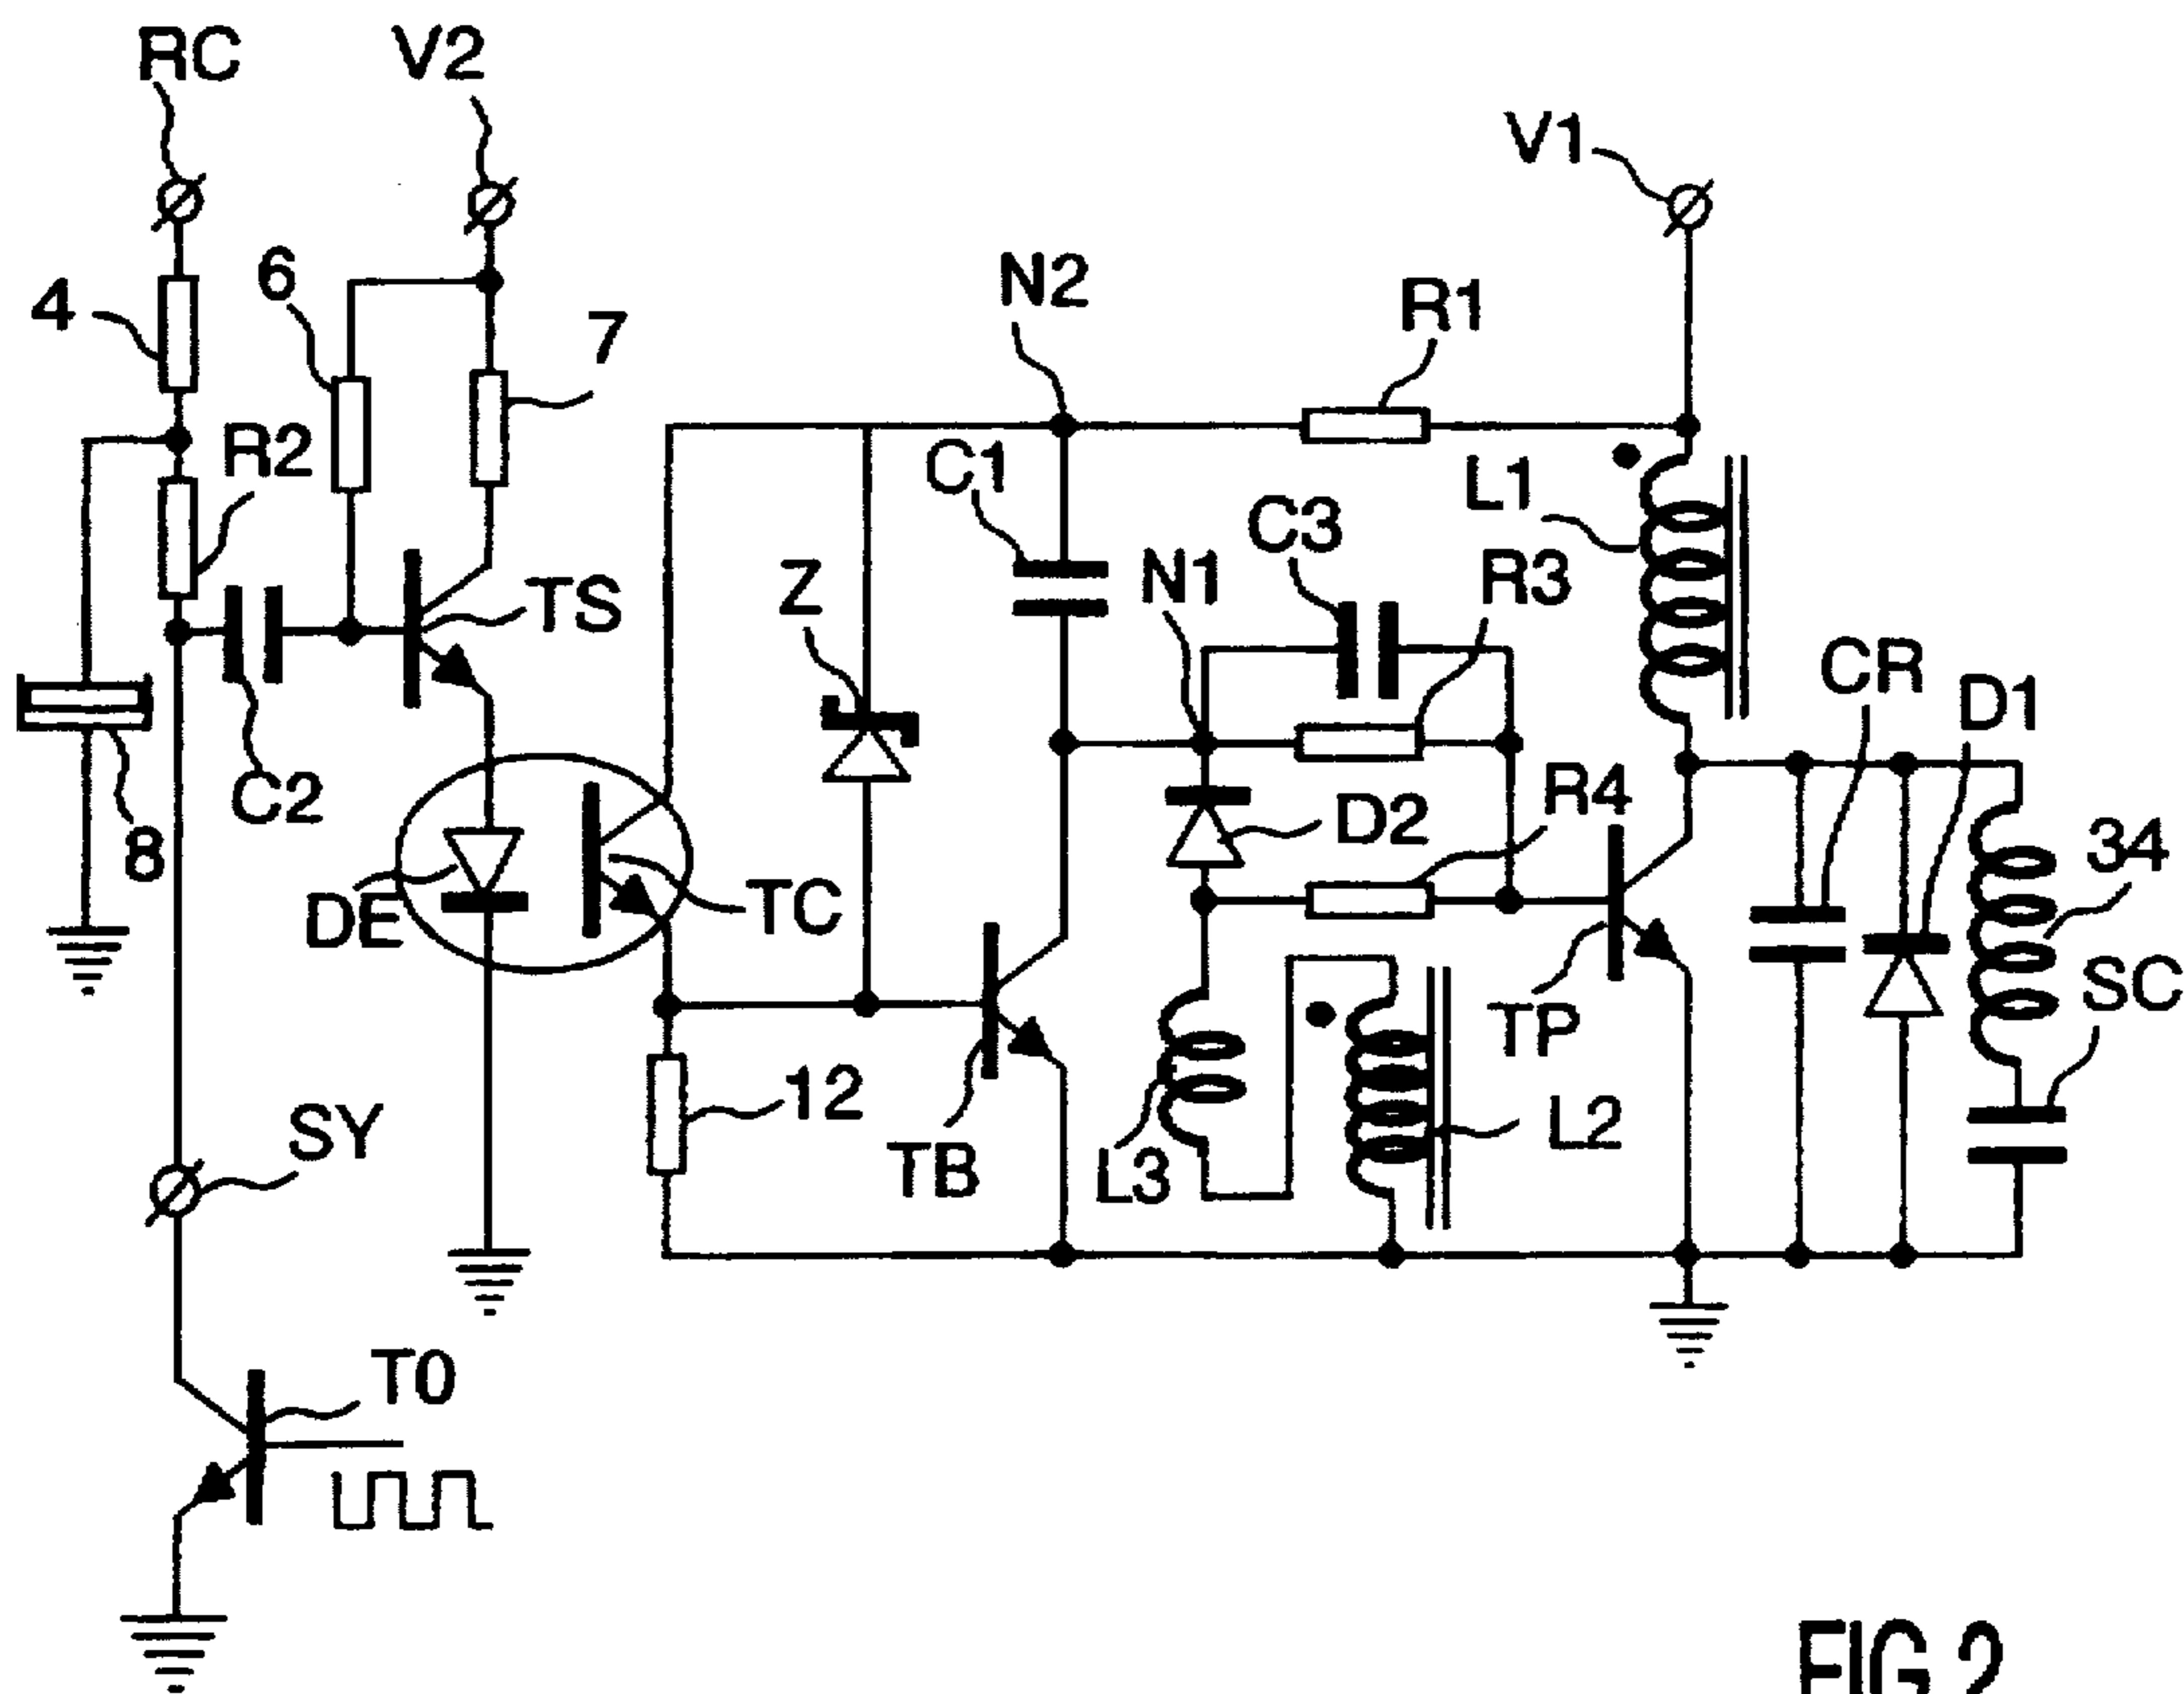 RC
V2
V1
4
6
7
N2
R1
R2
C1
L1
C3
R3
N1
Z
TS
CR
D1
C2
8
D2
R4
34
DE
TC
SC
TP
12
SY
TB
L3
L2
T0
FIG.2